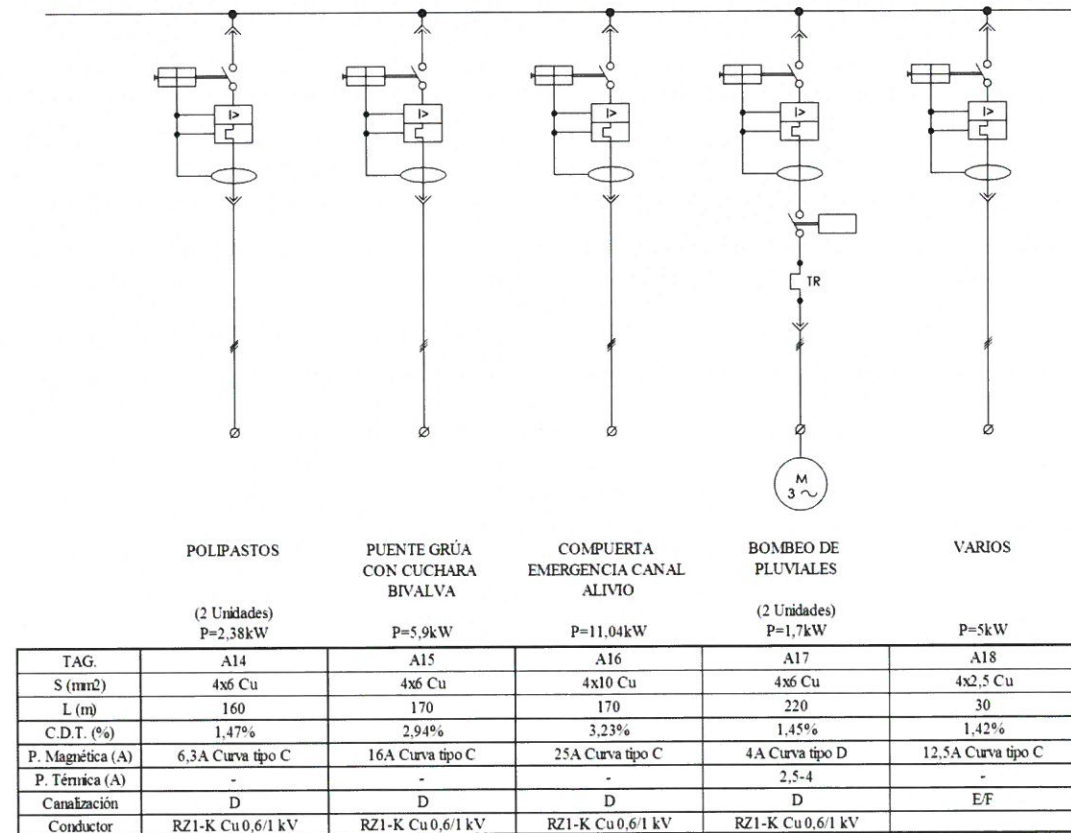 I>
I>
I>
I>
I>
TR
M
3 ~
POLIPASTOS
(2 Unidades)
P=2,38kW
PUENTE GRÚA
CON CUCHARA
BIVALVA
P=5,9kW
COMPUERTA
EMERGENCIA CANAL
ALIVIO
P=11,04kW
BOMBEO DE
PLUVIALES
(2 Unidades)
P=1,7kW
VARIOS
P=5kW
TAG. A14 A15 A16 A17 A18
S (mm2) 4x6 Cu 4x6 Cu 4x10 Cu 4x6 Cu 4x2,5 Cu
L (m) 160 170 170 220 30
C.D.T. (%) 1,47% 2,94% 3,23% 1,45% 1,42%
P. Magnética (A) 6,3A Curva tipo C 16A Curva tipo C 25A Curva tipo C 4A Curva tipo D 12,5A Curva tipo C
P. Térmica (A) - - - 2,5-4 -
Canalización D D D D E/F
Conductor RZ1-K Cu 0,6/1 kV RZ1-K Cu 0,6/1 kV RZ1-K Cu 0,6/1 kV RZ1-K Cu 0,6/1 kV